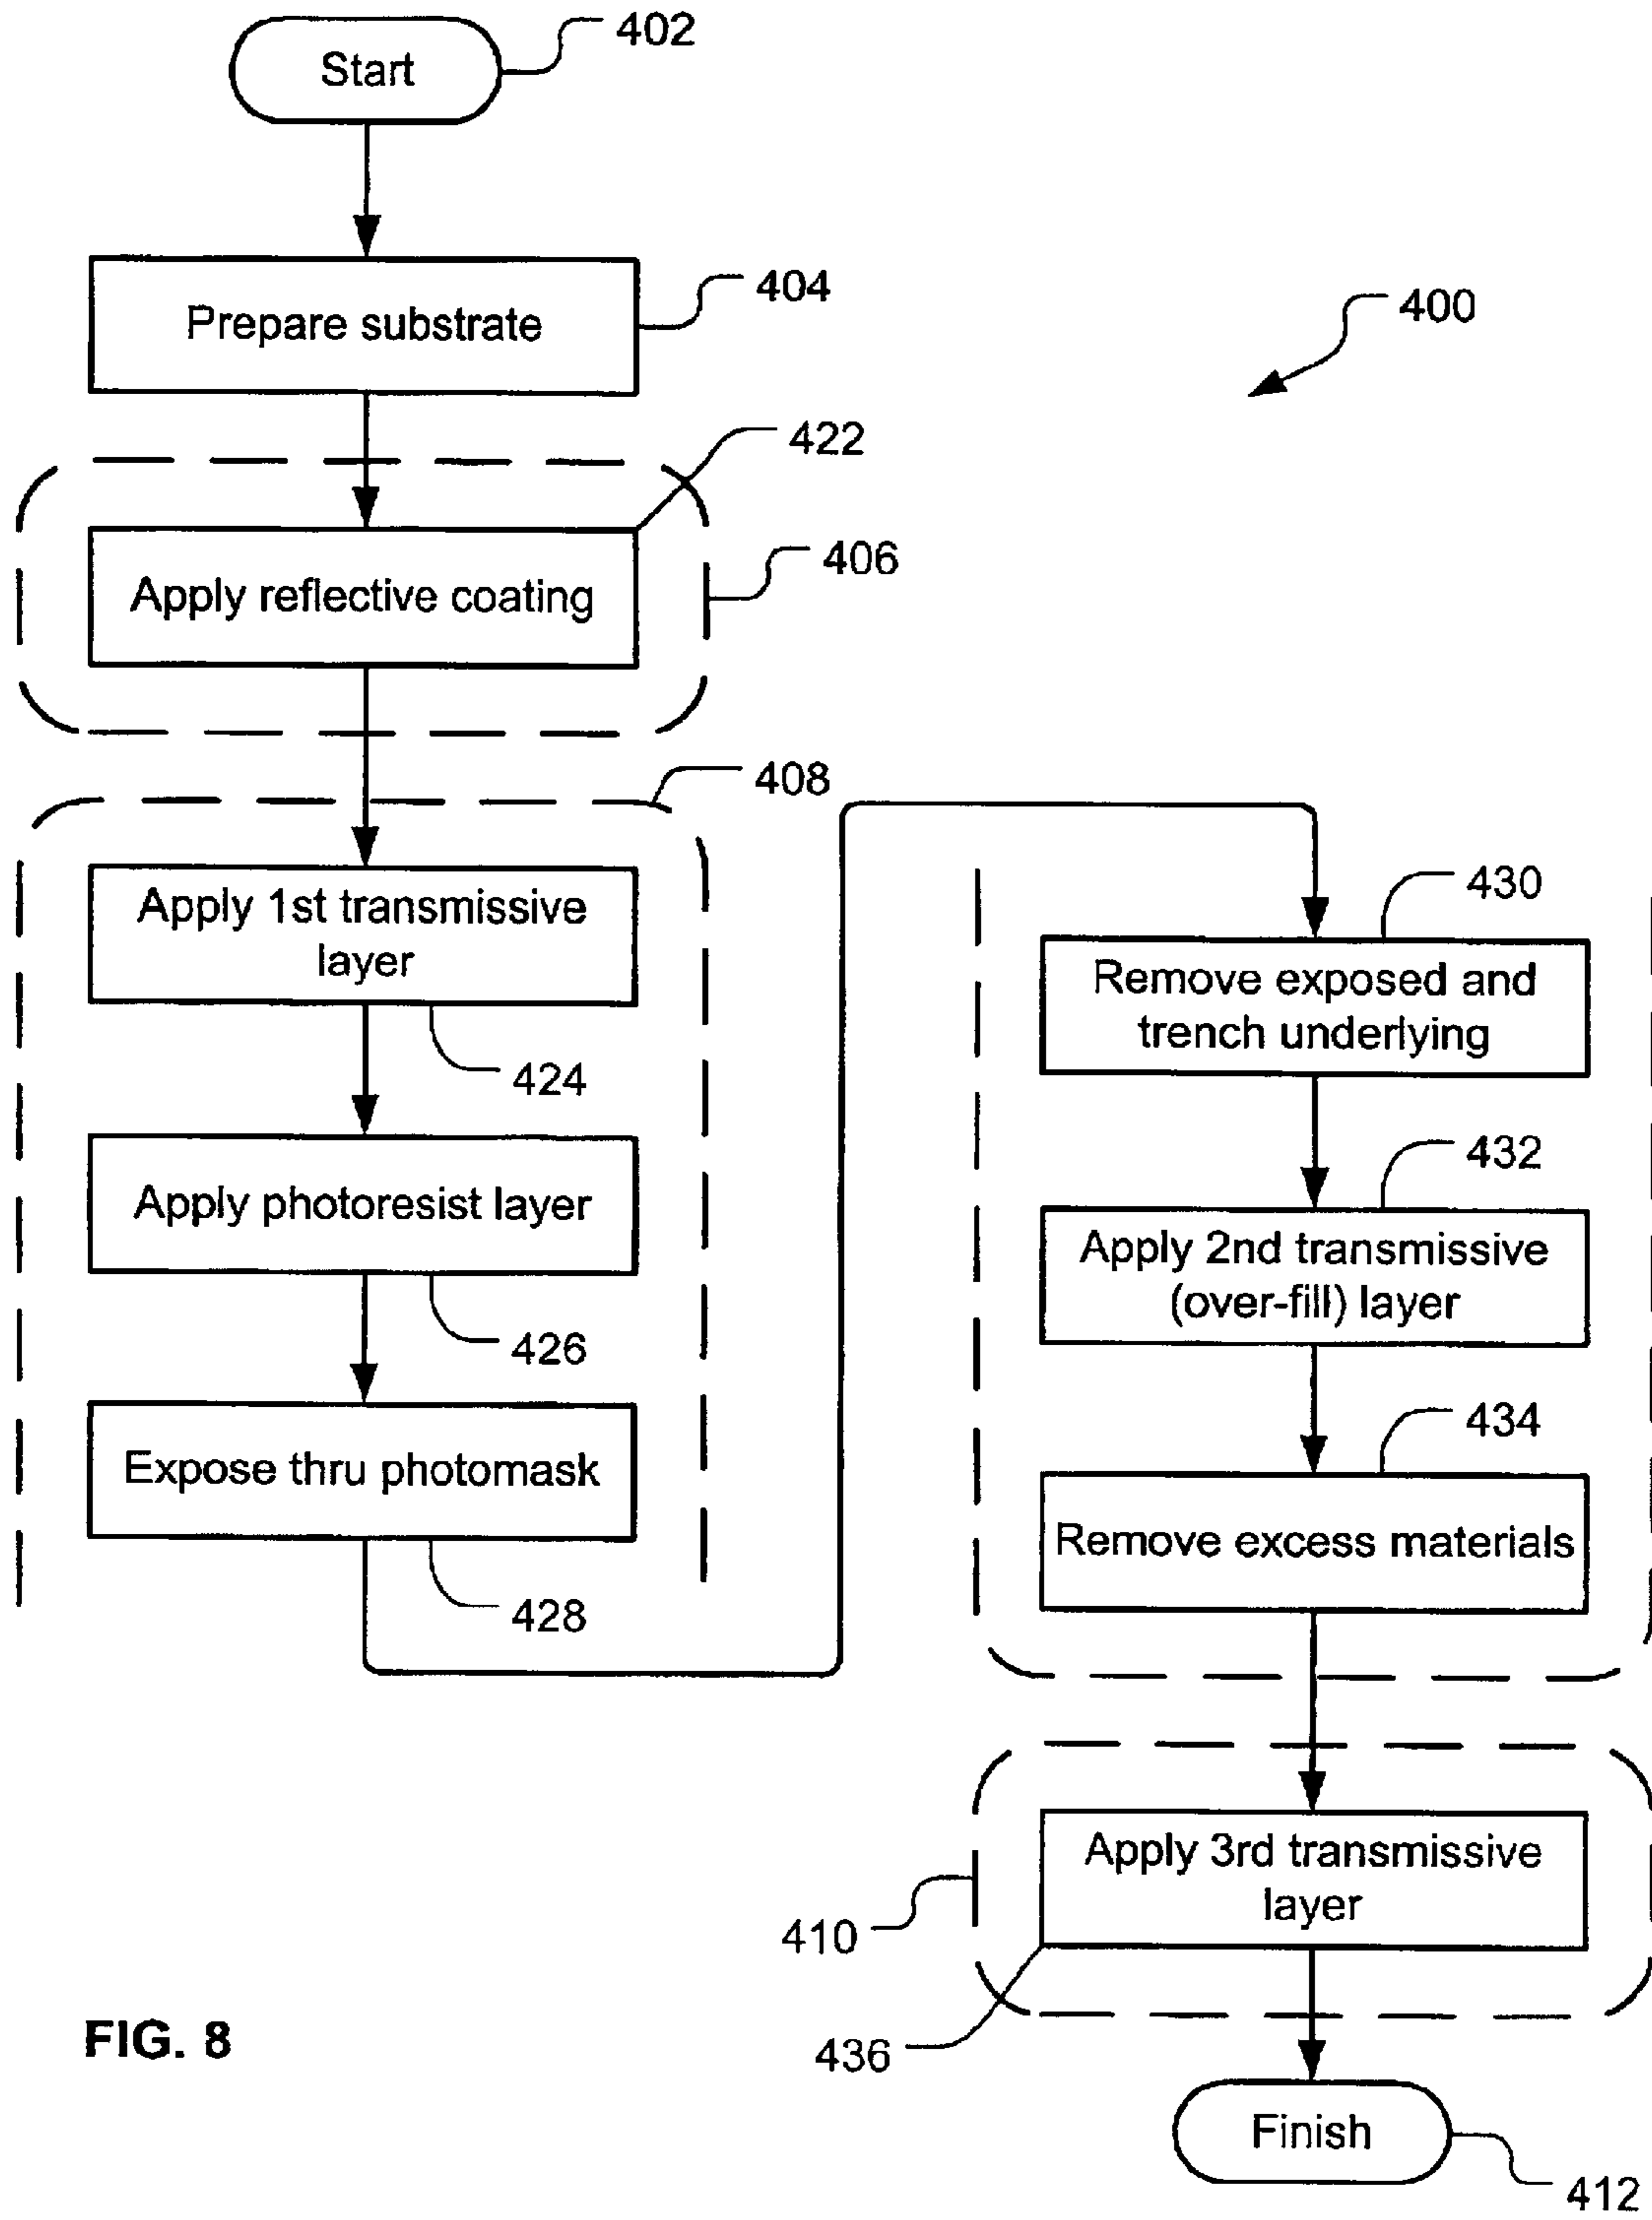 Start
402
Prepare substrate
404
400
422
Apply reflective coating
406
408
Apply 1st transmissive
layer
424
Apply photoresist layer
426
Expose thru photomask
428
430
Remove exposed and
trench underlying
432
Apply 2nd transmissive
(over-fill) layer
434
Remove excess materials
Apply 3rd transmissive
layer
410
436
Finish
412
FIG. 8